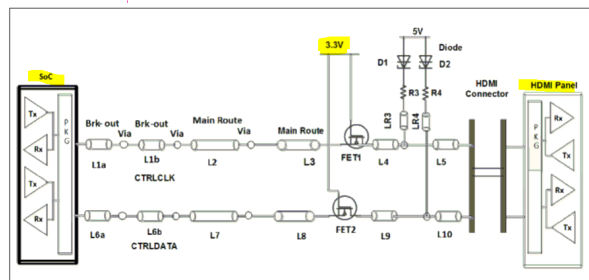 5V
3.3V
Diode
SoC
D1
D2
HDMI
Connector
HDMI Panel
R3
R4
Tx
Rx
Tx
Rx
PKG
Brk-out
Via
Brk-out
Via
Main Route
Via
Main Route
LR3
LR4
L1a
L1b
L2
L3
FET1
L4
L5
CTRLCLK
PKG
Rx
Tx
Rx
Tx
L6a
L6b
L7
L8
FET2
L9
L10
CTRLDATA